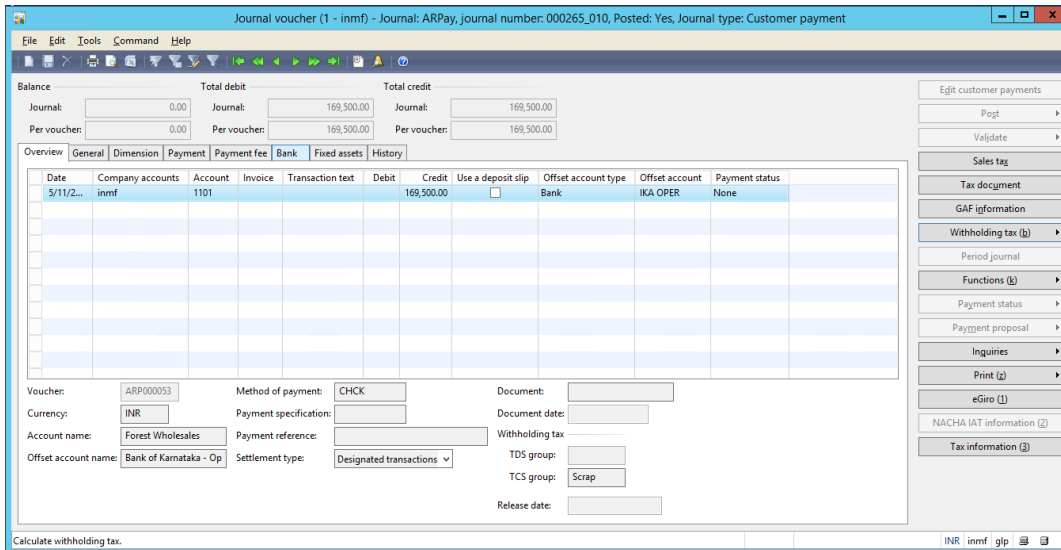 Journal voucher (1 - inmf) - Journal: ARPay, journal number: 000265_010, Posted: Yes, Journal type: Customer payment
File Edit Tools Command Help
Balance Total debit Total credit
Journal: 0.00 Journal: 169,500.00 Journal: 169,500.00
Per voucher: 0.00 Per voucher: 169,500.00 Per voucher: 169,500.00
Overview General Dimension Payment Payment fee Bank Fixed assets History
Date Company accounts Account Invoice Transaction text Debit Credit Use a deposit slip Offset account type Offset account Payment status
5/11/2... inmf 1101 169,500.00 Bank IKA OPER None
Voucher: ARP000053 Method of payment: CHCK Document:
Currency: INR Payment specification: Document date:
Account name: Forest Wholesales Payment reference: Withholding tax
Offset account name: Bank of Karnataka - Op Settlement type: Designated transactions TDS group:
TCS group: Scrap
Release date:
Edit customer payments
Post
Validate
Sales tax
Tax document
GAF information
Withholding tax (b)
Period journal
Functions (k)
Payment status
Payment proposal
Inquiries
Print (z)
eGiro (1)
NACHA IAT information (2)
Tax information (3)
Calculate withholding tax. INR inmf glp